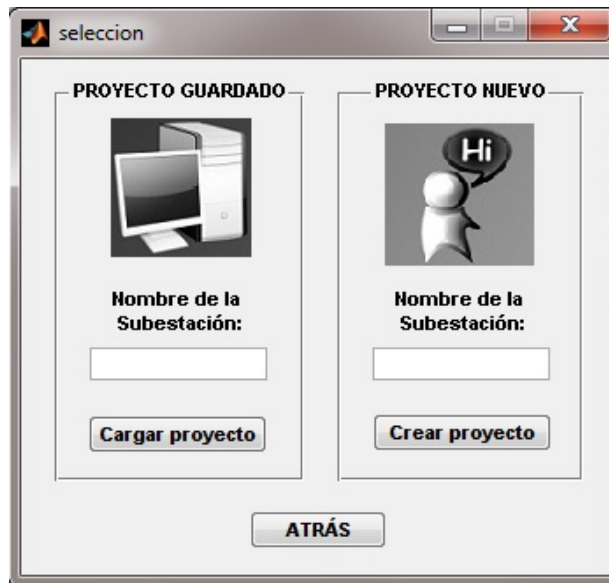 seleccion
PROYECTO GUARDADO
Nombre de la
Subestación:
Cargar proyecto
PROYECTO NUEVO
Hi
Nombre de la
Subestación:
Crear proyecto
ATRÁS